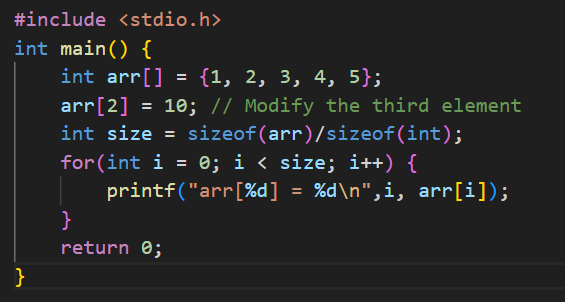 #include <stdio.h>
int main() {
    int arr[] = {1, 2, 3, 4, 5};
    arr[2] = 10; // Modify the third element
    int size = sizeof(arr)/sizeof(int);
    for(int i = 0; i < size; i++) {
        printf("arr[%d] = %d\n",i, arr[i]);
    }
    return 0;
}